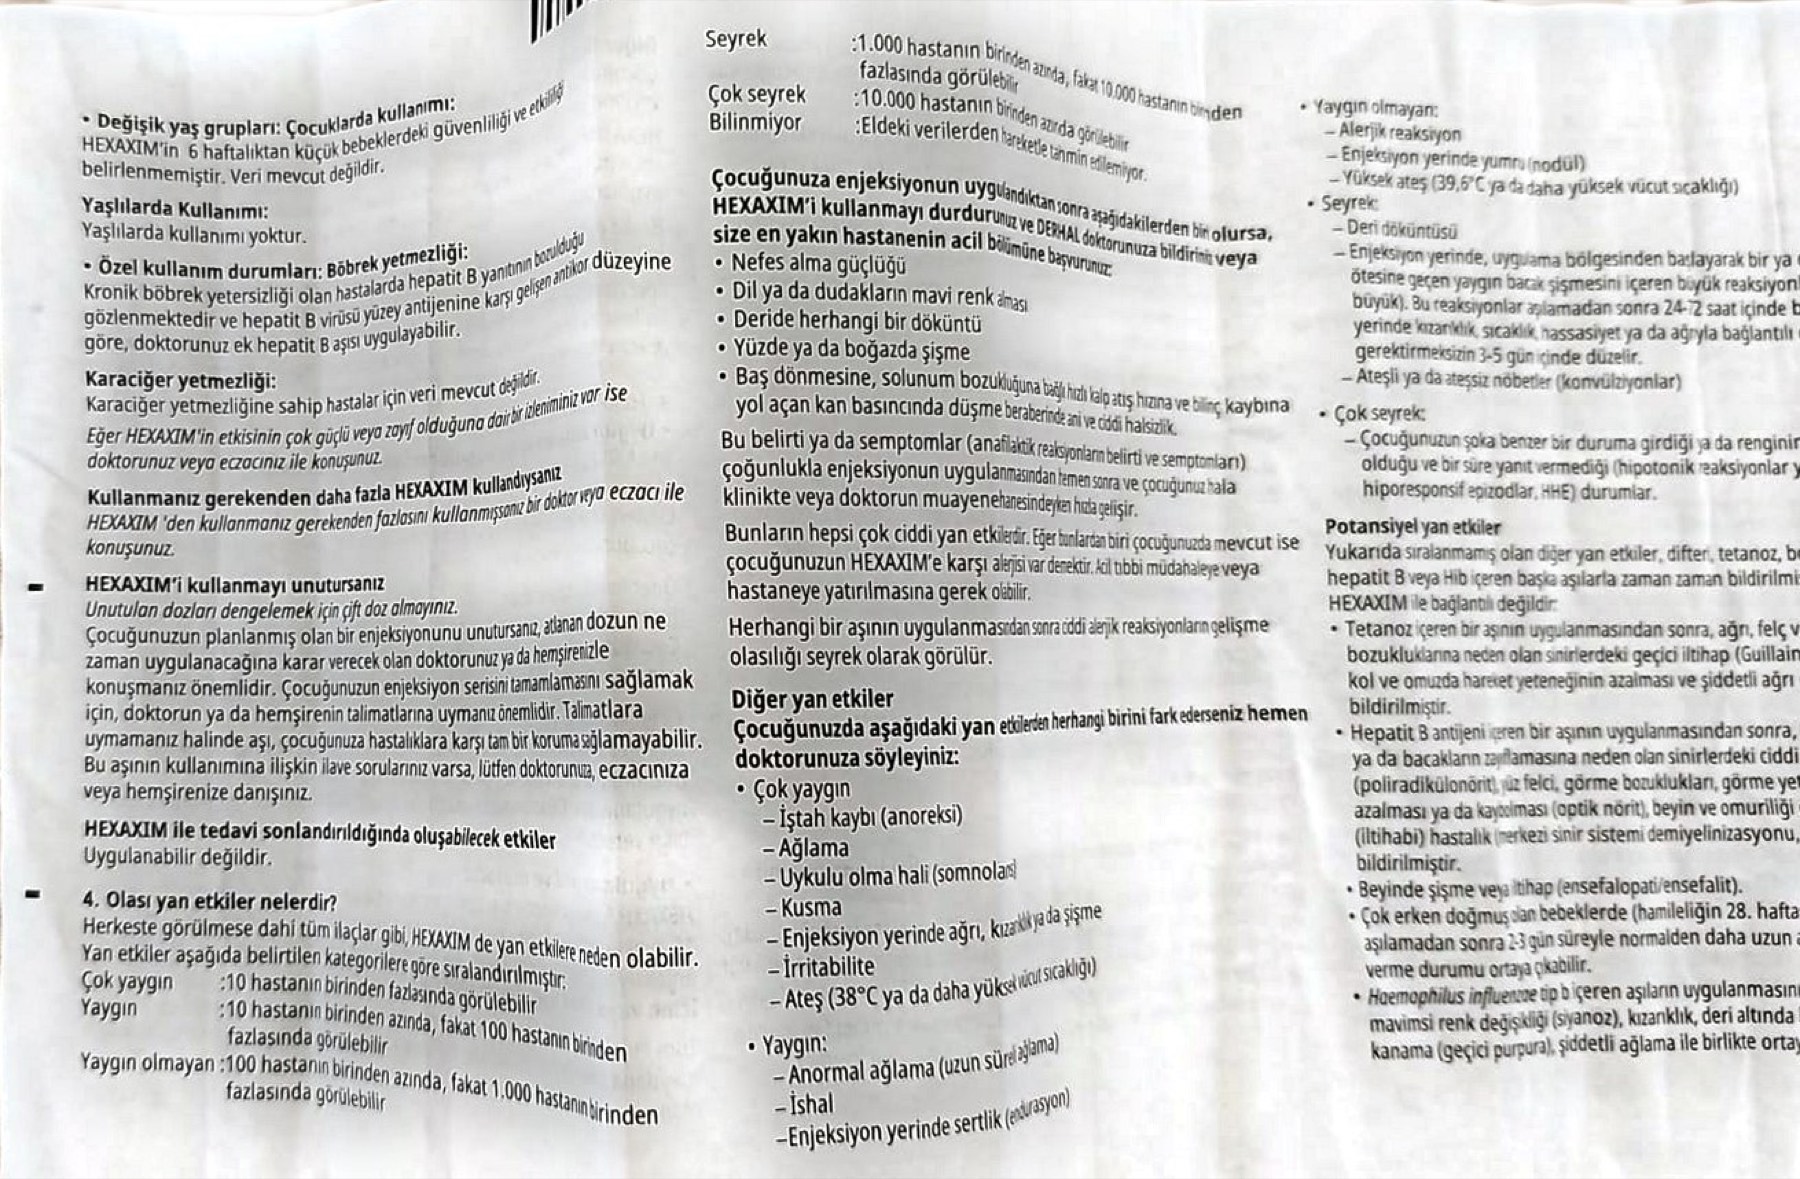 • Değişik yaş grupları: Çocuklarda kullanımı:
HEXAXIM'in 6 haftalıktan küçük bebeklerdeki güvenliliği ve etkililiği
belirlenmemiştir. Veri mevcut değildir.
Yaşlılarda Kullanımı:
Yaşlılarda kullanımı yoktur.
• Özel kullanım durumları: Böbrek yetmezliği:
Kronik böbrek yetersizliği olan hastalarda hepatit B yanıtının bozulduğu
gözlenmektedir ve hepatit B virüsü yüzey antijenine karşı gelişen antikor düzeyine
göre, doktorunuz ek hepatit B aşısı uygulayabilir.
Karaciğer yetmezliği:
Karaciğer yetmezliğine sahip hastalar için veri mevcut değildir.
Eğer HEXAXIM'in etkisinin çok güçlü veya zayıf olduğuna dair bir izleniminiz var ise
doktorunuz veya eczacınız ile konuşunuz.
Kullanmanız gerekenden daha fazla HEXAXIM kullandıysanız
HEXAXIM 'den kullanmanız gerekenden fazlasını kullanmışsanız bir doktor veya eczacı ile
konuşunuz.
HEXAXIM'i kullanmayı unutursanız
Unutulan dozları dengelemek için çift doz almayınız.
Çocuğunuzun planlanmış olan bir enjeksiyonunu unutursanız, atlanan dozun ne
zaman uygulanacağına karar verecek olan doktorunuz ya da hemşirenizle
konuşmanız önemlidir. Çocuğunuzun enjeksiyon serisini tamamlamasını sağlamak
için, doktorun ya da hemşirenin talimatlarına uymanız önemlidir. Talimatlara
uymamanız halinde aşı, çocuğunuza hastalıklara karşı tam bir koruma sağlamayabilir.
Bu aşının kullanımına ilişkin ilave sorularınız varsa, lütfen doktorunuza, eczacınıza
veya hemşirenize danışınız.
HEXAXIM ile tedavi sonlandırıldığında oluşabilecek etkiler
Uygulanabilir değildir.
4. Olası yan etkiler nelerdir?
Herkeste görülmese dahi tüm ilaçlar gibi, HEXAXIM de yan etkilere neden olabilir.
Yan etkiler aşağıda belirtilen kategorilere göre sıralandırılmıştır:
Çok yaygın :10 hastanın birinden fazlasında görülebilir
Yaygın :10 hastanın birinden azında, fakat 100 hastanın birinden
fazlasında görülebilir
Yaygın olmayan :100 hastanın birinden azında, fakat 1.000 hastanın birinden
fazlasında görülebilir
Seyrek :1.000 hastanın birinden azında, fakat 10.000 hastanın birinden
fazlasında görülebilir
Çok seyrek :10.000 hastanın birinden azında görülebilir
Bilinmiyor :Eldeki verilerden hareketle tahmin edilemiyor.
Çocuğunuza enjeksiyonun uygulandıktan sonra aşağıdakilerden biri olursa,
HEXAXIM'i kullanmayı durdurunuz ve DERHAL doktorunuza bildiriniz veya
size en yakın hastanenin acil bölümüne başvurunuz:
• Nefes alma güçlüğü
• Dil ya da dudakların mavi renk alması
• Deride herhangi bir döküntü
• Yüzde ya da boğazda şişme
• Baş dönmesine, solunum bozukluğuna bağlı hızlı kalp atış hızına ve bilinç kaybına
yol açan kan basıncında düşme beraberinde ani ve ciddi halsizlik.
Bu belirti ya da semptomlar (anafilaktik reaksiyonların belirti ve semptomları)
çoğunlukla enjeksiyonun uygulanmasından hemen sonra ve çocuğunuz hala
klinikte veya doktorun muayenehanesindeyken hızla gelişir.
Bunların hepsi çok ciddi yan etkilerdir. Eğer bunlardan biri çocuğunuzda mevcut ise
çocuğunuzun HEXAXIM'e karşı alerjisi var denektir. Acil tıbbi müdahaleye veya
hastaneye yatırılmasına gerek olabilir.
Herhangi bir aşının uygulanmasından sonra ciddi alerjik reaksiyonların gelişme
olasılığı seyrek olarak görülür.
Diğer yan etkiler
Çocuğunuzda aşağıdaki yan etkilerden herhangi birini fark ederseniz hemen
doktorunuza söyleyiniz:
• Çok yaygın
– İştah kaybı (anoreksi)
– Ağlama
– Uykulu olma hali (somnolans)
– Kusma
– Enjeksiyon yerinde ağrı, kızarıklık ya da şişme
– İrritabilite
– Ateş (38°C ya da daha yüksek vücut sıcaklığı)
• Yaygın:
– Anormal ağlama (uzun süreli ağlama)
– İshal
–Enjeksiyon yerinde sertlik (endurasyon)
• Yaygın olmayan:
– Alerjik reaksiyon
– Enjeksiyon yerinde yumru (nodül)
– Yüksek ateş (39,6°C ya da daha yüksek vücut sıcaklığı)
• Seyrek:
– Deri döküntüsü
– Enjeksiyon yerinde, uygulama bölgesinden başlayarak bir ya
ötesine geçen yaygın bacak şişmesini içeren büyük reaksiyonl
büyük). Bu reaksiyonlar aşılamadan sonra 24-72 saat içinde b
yerinde kızarıklık, sıcaklık, hassasiyet ya da ağrıyla bağlantılı
gerektirmeksizin 3-5 gün içinde düzelir.
– Ateşli ya da ateşsiz nöbetler (konvülziyonlar)
• Çok seyrek:
– Çocuğunuzun şoka benzer bir duruma girdiği ya da renginin
olduğu ve bir süre yanıt vermediği (hipotonik reaksiyonlar y
hiporesponsif epizodlar, HHE) durumlar.
Potansiyel yan etkiler
Yukarıda sıralanmamış olan diğer yan etkiler, difteri, tetanoz, b
hepatit B veya Hib içeren başka aşılarla zaman zaman bildirilmi
HEXAXIM ile bağlantılı değildir:
• Tetanoz içeren bir aşının uygulanmasından sonra, ağrı, felç v
bozukluklarına neden olan sinirlerdeki geçici iltihap (Guillain
kol ve omuzda hareket yeteneğinin azalması ve şiddetli ağrı
bildirilmiştir.
• Hepatit B antijeni içeren bir aşının uygulanmasından sonra,
ya da bacakların zayıflamasına neden olan sinirlerdeki ciddi
(poliradikülonörit), yüz felci, görme bozuklukları, görme yet
azalması ya da kaybolması (optik nörit), beyin ve omuriliği
(iltihabi) hastalık (merkezi sinir sistemi demiyelinizasyonu,
bildirilmiştir.
• Beyinde şişme veya iltihap (ensefalopati/ensefalit).
• Çok erken doğmuş olan bebeklerde (hamileliğin 28. hafta
aşılamadan sonra 2-3 gün süreyle normalden daha uzun
verme durumu ortaya çıkabilir.
• Haemophilus influenzae tip b içeren aşıların uygulanmasını
mavimsi renk değişikliği (siyanoz), kızarıklık, deri altında
kanama (geçici purpura), şiddetli ağlama ile birlikte ortay